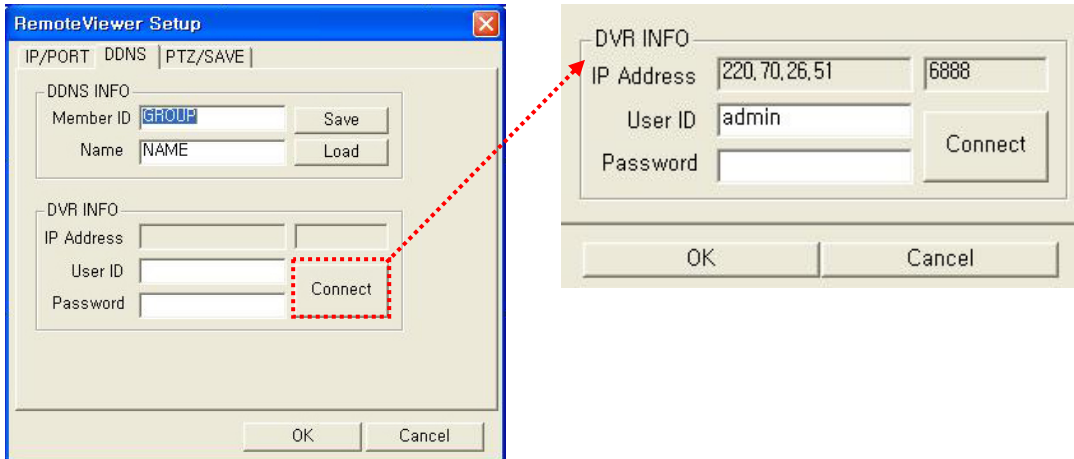 RemoteViewer Setup
IP/PORT DDNS PTZ/SAVE
DDNS INFO
Member ID GROUP Save
Name NAME Load
DVR INFO
IP Address
User ID
Connect
Password
OK Cancel
DVR INFO
IP Address 220,70,26,51 6888
User ID admin
Connect
Password
OK Cancel